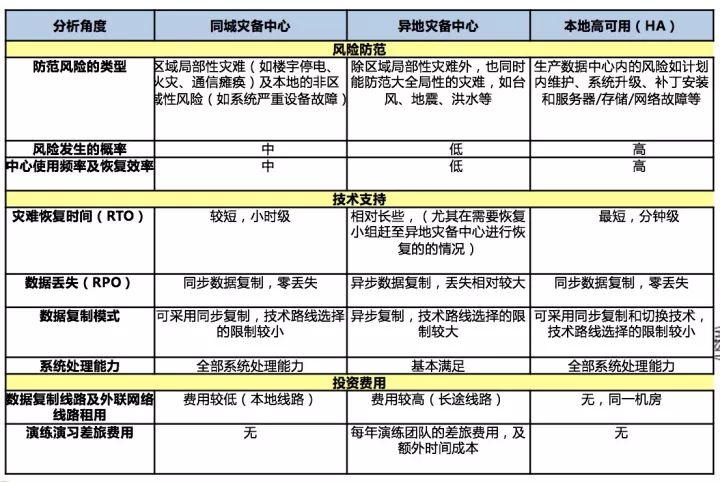 分析角度 同城灾备中心 异地灾备中心 本地高可用（HA）
风险防范
防范风险的类型
区域局部性灾难（如楼宇停电、
火灾、通信瘫痪）及本地的非区
域性风险（如系统严重设备故障）
除区域局部性灾难外，也同时
能防范大全局性的灾难，如台
风、地震、洪水等
生产数据中心内的风险如计划
内维护、系统升级、补丁安装
和服务器/存储/网络故障等
风险发生的概率 中 低 高
中心使用频率及恢复效率 中 低 高
技术支持
灾难恢复时间（RTO） 较短，小时级
相对长些，（尤其在需要恢复
小组赶至异地灾备中心进行恢
复的的情况）
最短，分钟级
数据丢失（RPO） 同步数据复制，零丢失 异步数据复制，丢失相对较大 同步数据复制，零丢失
数据复制模式
可采用同步复制，技术路线选择
的限制较小
异步复制，技术路线选择的限
制较大
可采用同步复制和切换技术，
技术路线选择的限制较小
系统处理能力 全部系统处理能力 基本满足 全部系统处理能力
投资费用
数据复制线路及外联网络
线路租用
费用较低（本地线路） 费用较高（长途线路） 无，同一机房
演练演习差旅费用 无
每年演练团队的差旅费用，及
额外时间成本
无